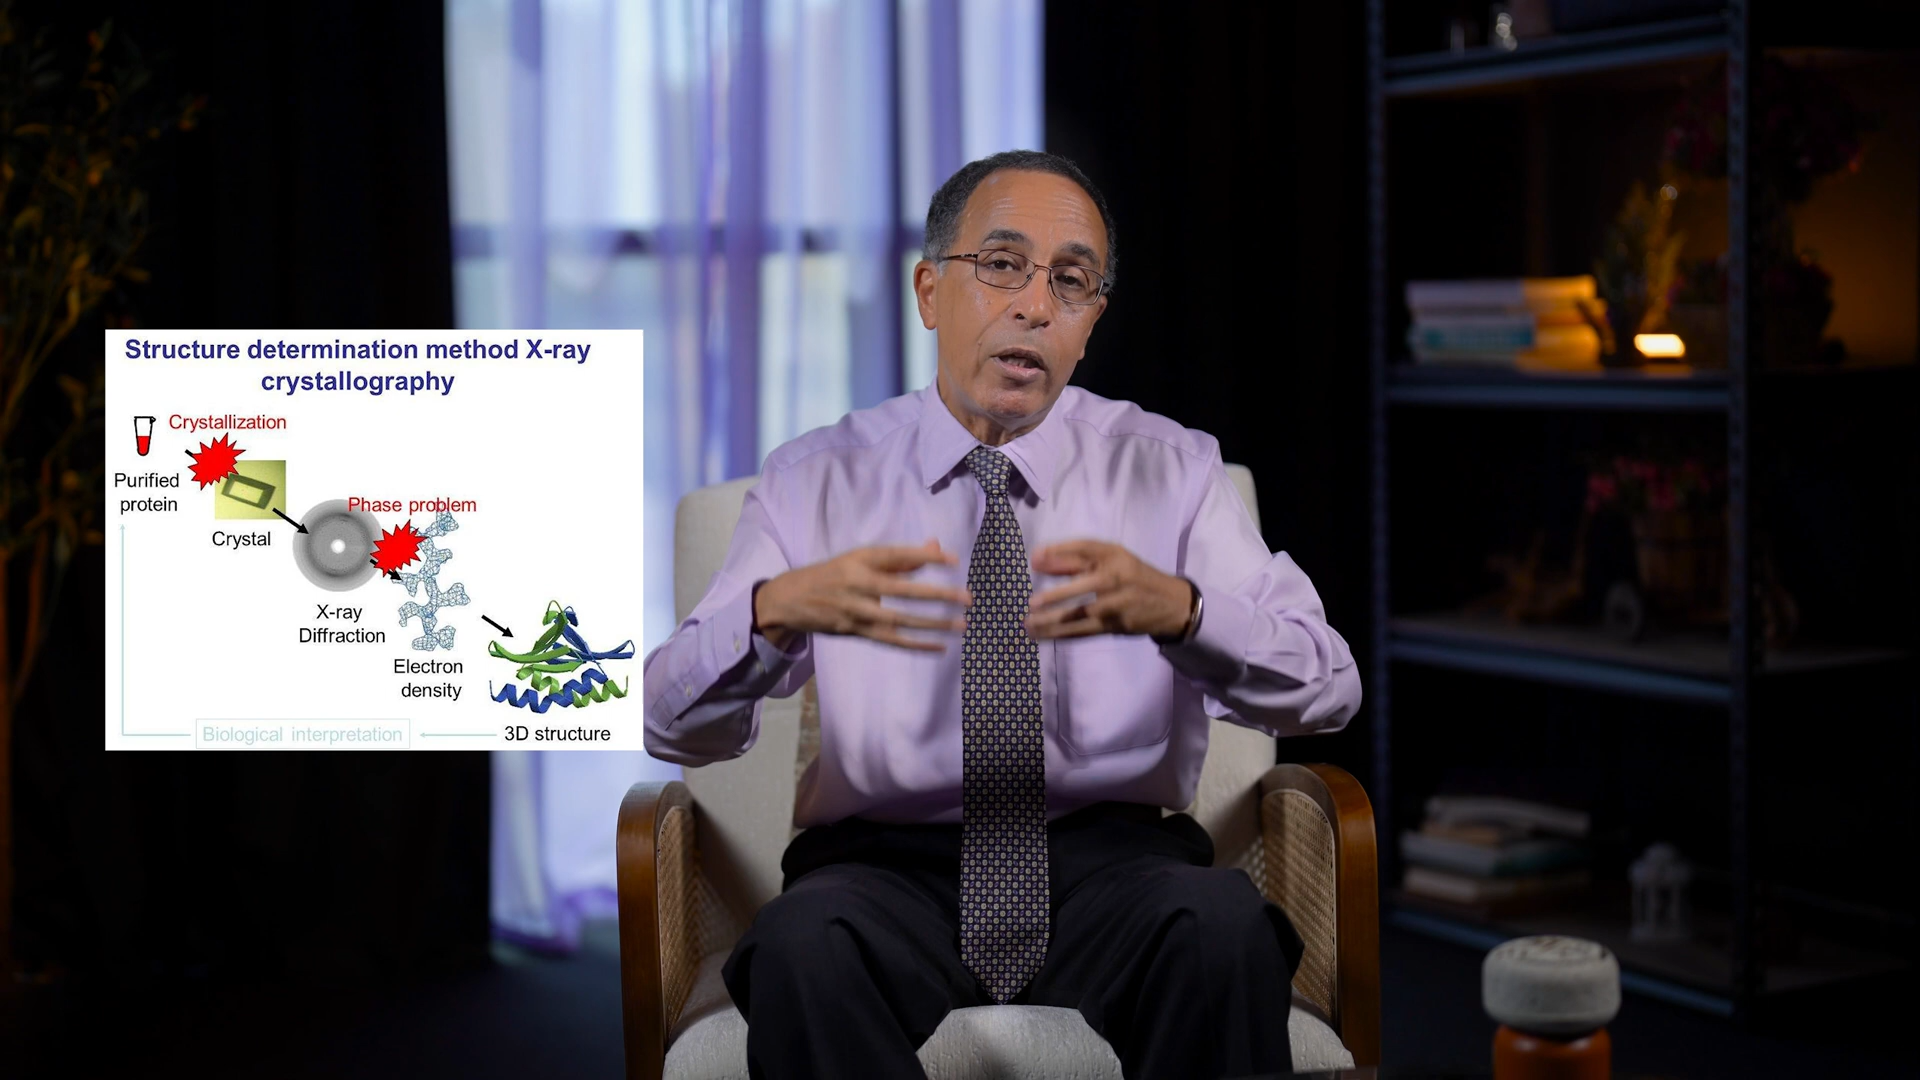 Structure determination method X-ray
crystallography
Crystallization
Purified
protein
Crystal
Phase problem
X-ray
Diffraction
Electron
density
3D structure
Biological interpretation